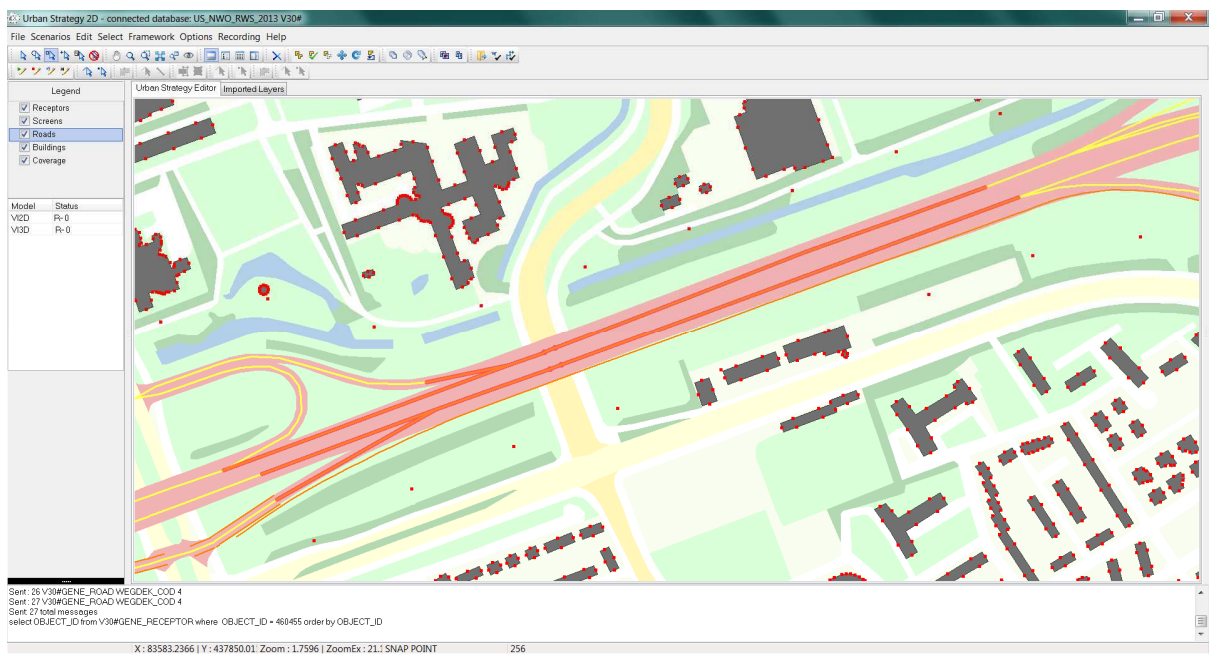 Urban Strategy 2D - connected database: US_NWO_RWS_2013 V30#
File Scenarios Edit Select Framework Options Recording Help
Legend
Receptors
Screens
Roads
Buildings
Coverage
Model Status
VI2D R- 0
VI3D R- 0
Urban Strategy Editor Imported Layers
Sent: 26 V30#GENE_ROAD WEGDEK_COD 4
Sent: 27 V30#GENE_ROAD WEGDEK_COD 4
Sent 27 total messages
select OBJECT_ID from V30#GENE_RECEPTOR where OBJECT_ID = 460455 order by OBJECT_ID
X : 83583.2366 | Y : 437850.01 Zoom : 1.7596 | ZoomEx : 21.: SNAP POINT 256